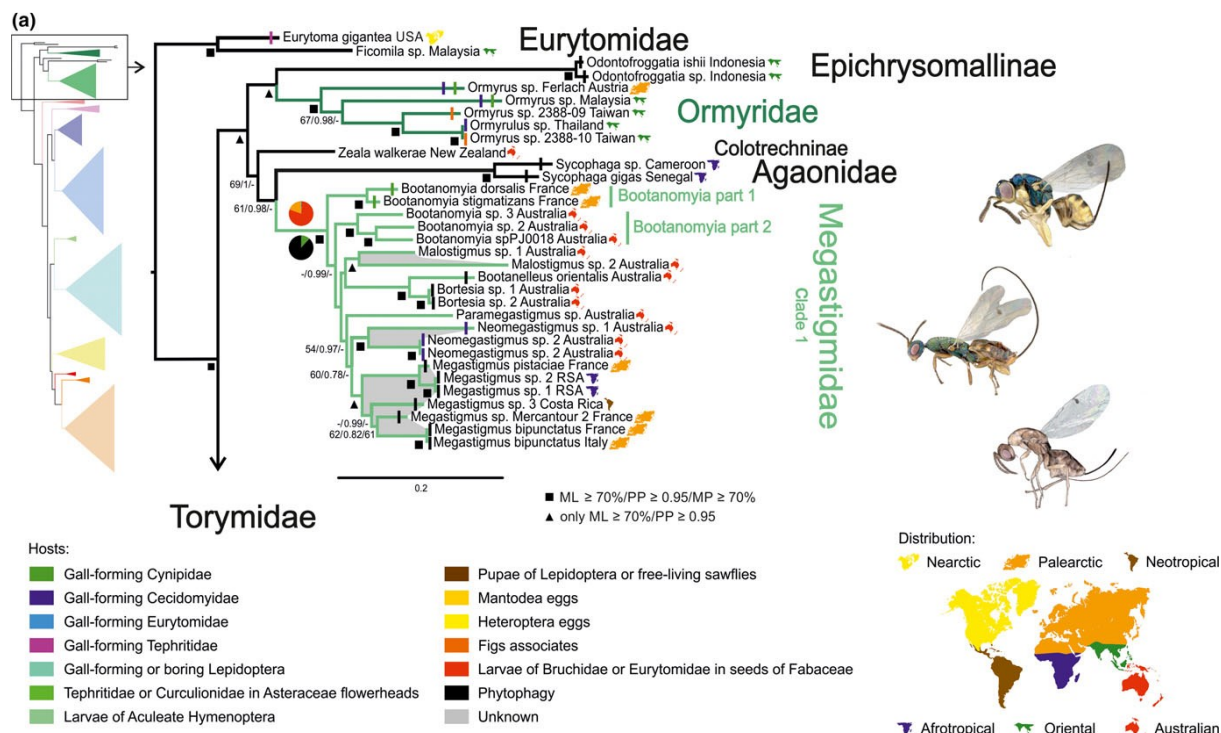 (a)
Eurytoma gigantea USA
Ficomila sp. Malaysia
Eurytomidae
Odontofroggatia ishii Indonesia
Odontofroggatia sp. Indonesia
Epichrysomallinae
Ormyrus sp. Ferlach Austria
Ormyrus sp. Malaysia
67/0.98/-
Ormyrus sp. 2388-09 Taiwan
Ormyrulus sp. Thailand
Ormyrus sp. 2388-10 Taiwan
Ormyridae
Zeala walkerae New Zealand
Colotrechninae
69/1/-
Sycophaga sp. Cameroon
Sycophaga gigas Senegal
Agaonidae
61/0.98/-
Bootanomyia dorsalis France
Bootanomyia stigmatizans France
Bootanomyia part 1
Bootanomyia sp. 3 Australia
Bootanomyia sp. 2 Australia
Bootanomyia spPJ0018 Australia
Bootanomyia part 2
-/0.99/-
Malostigmus sp. 1 Australia
Malostigmus sp. 2 Australia
Bootanelleus orientalis Australia
Bortesia sp. 1 Australia
Bortesia sp. 2 Australia
Paramegastigmus sp. Australia
Neomegastigmus sp. 1 Australia
54/0.97/-
Neomegastigmus sp. 2 Australia
Neomegastigmus sp. 2 Australia
60/0.78/-
Megastigmus pistaciae France
Megastigmus sp. 2 RSA
Megastigmus sp. 1 RSA
Megastigmus sp. 3 Costa Rica
-/0.99/-
Megastigmus sp. Mercantour 2 France
62/0.82/61
Megastigmus bipunctatus France
Megastigmus bipunctatus Italy
Megastigmidae
Clade 1
0.2
ML ≥ 70%/PP ≥ 0.95/MP ≥ 70%
only ML ≥ 70%/PP ≥ 0.95
Torymidae
Hosts:
Gall-forming Cynipidae
Gall-forming Cecidomyidae
Gall-forming Eurytomidae
Gall-forming Tephritidae
Gall-forming or boring Lepidoptera
Tephritidae or Curculionidae in Asteraceae flowerheads
Larvae of Aculeate Hymenoptera
Pupae of Lepidoptera or free-living sawflies
Mantodea eggs
Heteroptera eggs
Figs associates
Larvae of Bruchidae or Eurytomidae in seeds of Fabaceae
Phytophagy
Unknown
Distribution:
Nearctic
Palearctic
Neotropical
Afrotropical
Oriental
Australian